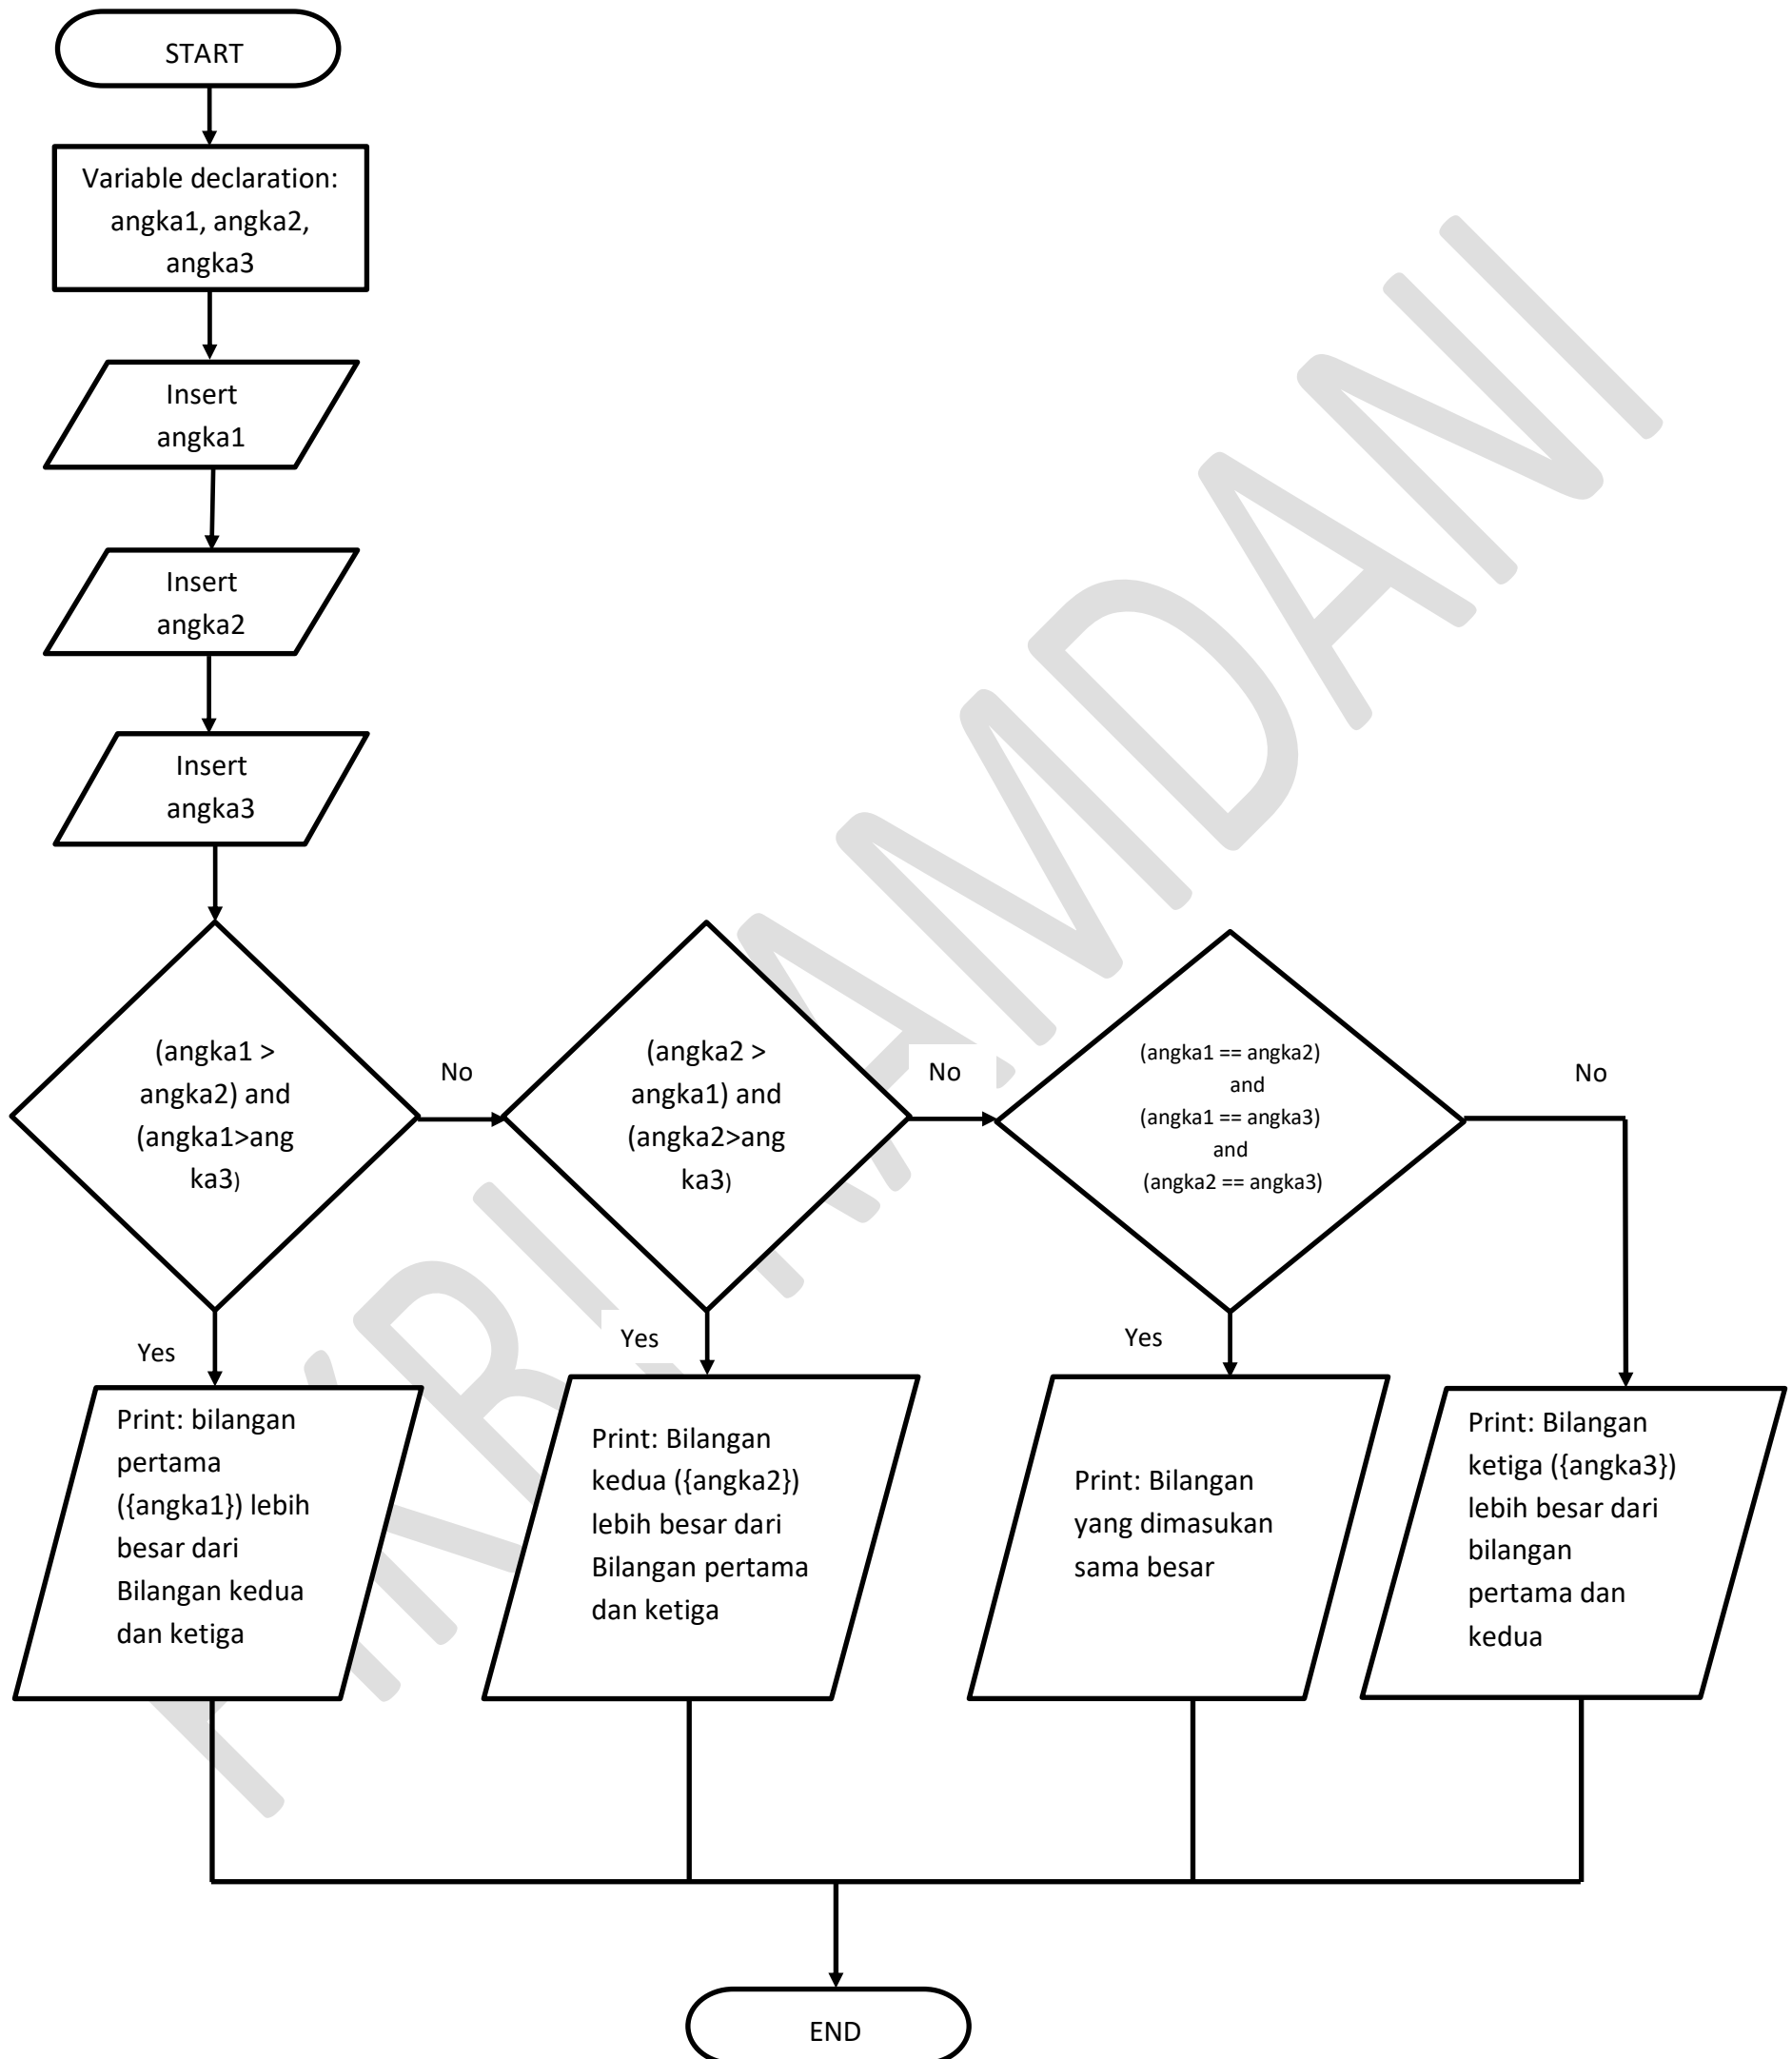 START
Variable declaration:
angka1, angka2,
angka3
Insert
angka1
Insert
angka2
Insert
angka3
(angka1 >
angka2) and
(angka1>ang
ka3)
No
(angka2 >
angka1) and
(angka2>ang
ka3)
No
(angka1 == angka2)
and
(angka1 == angka3)
and
(angka2 == angka3)
No
Yes
Yes
Yes
Print: bilangan
pertama
({angka1}) lebih
besar dari
Bilangan kedua
dan ketiga
Print: Bilangan
kedua ({angka2})
lebih besar dari
Bilangan pertama
dan ketiga
Print: Bilangan
yang dimasukan
sama besar
Print: Bilangan
ketiga ({angka3})
lebih besar dari
bilangan
pertama dan
kedua
END